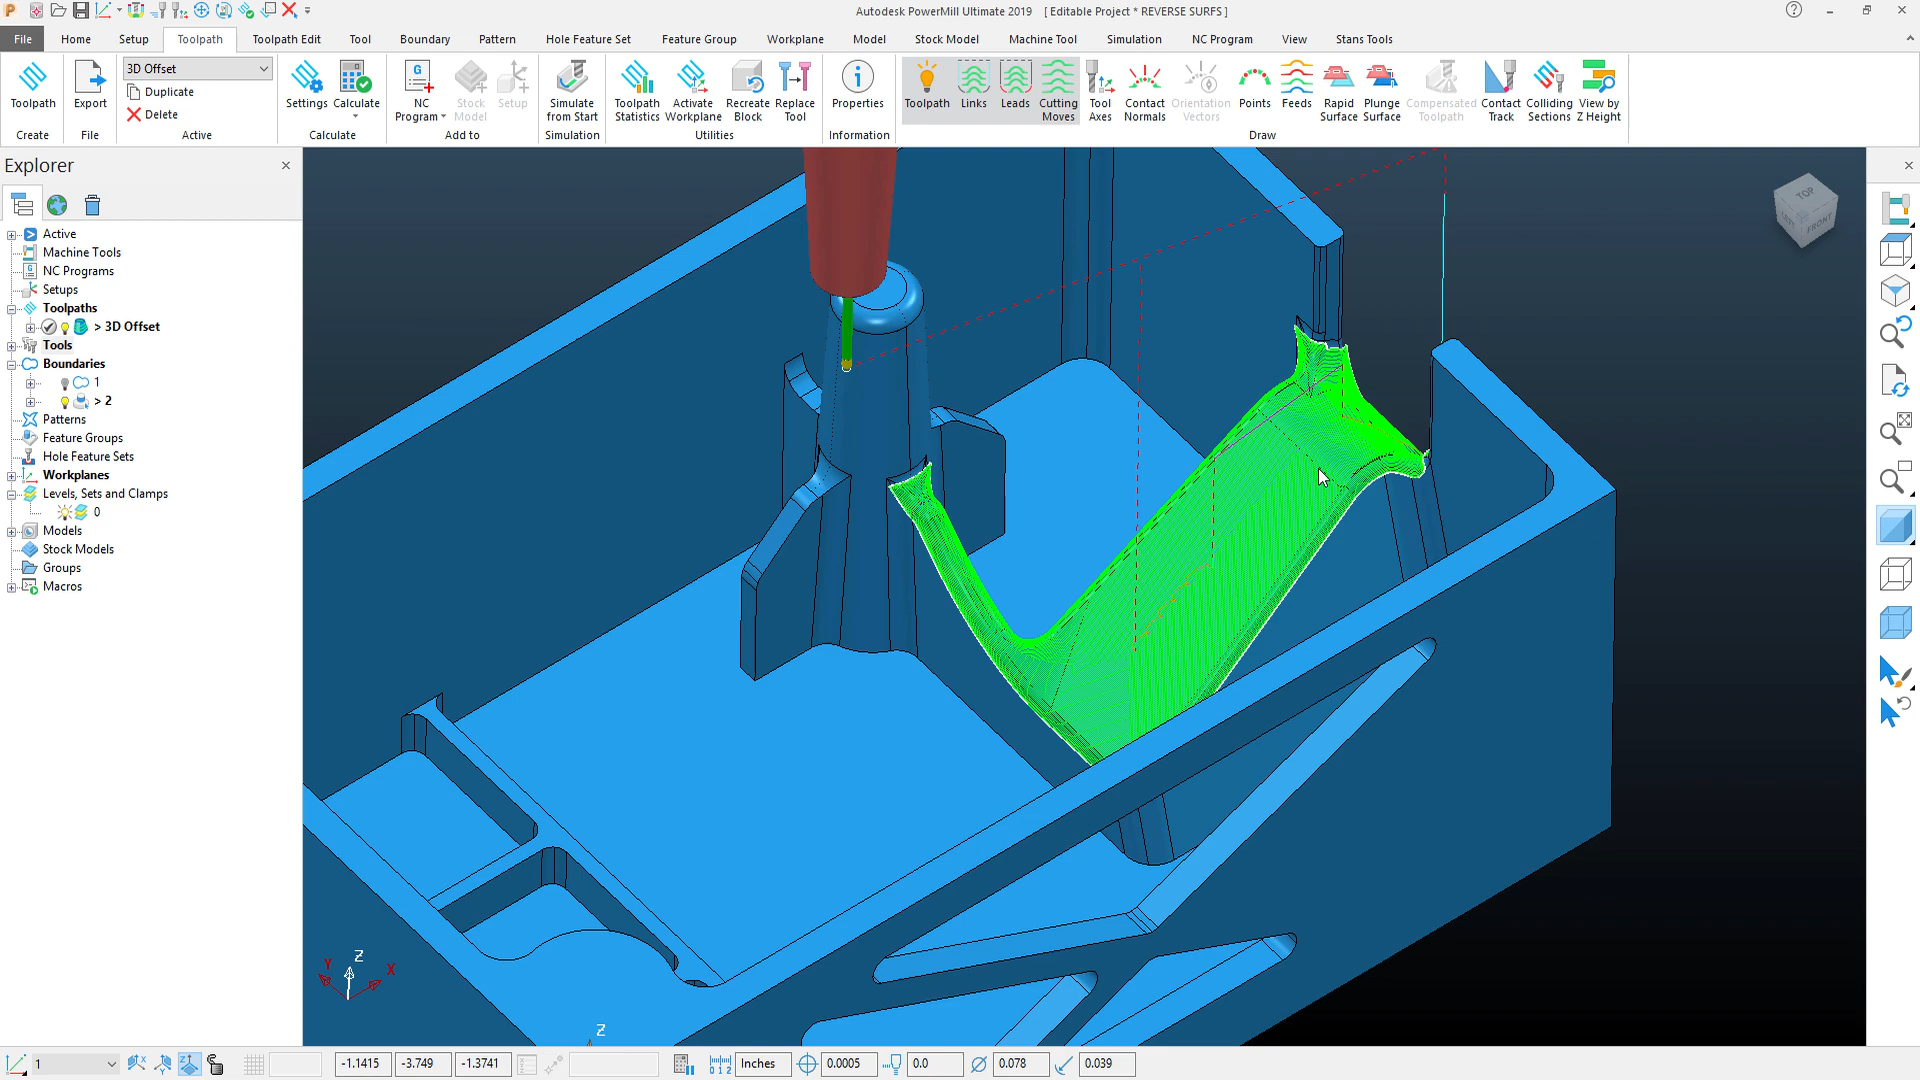 Autodesk PowerMill Ultimate 2019 [ Editable Project * REVERSE SURFS ]
File Home Setup Toolpath Toolpath Edit Tool Boundary Pattern Hole Feature Set Feature Group Workplane Model Stock Model Machine Tool Simulation NC Program View Stans Tools
Toolpath
Create
Export
File
3D Offset
Duplicate
Delete
Active
Settings
Calculate
Calculate
NC
Program
Stock
Model
Setup
Add to
Simulate
from Start
Simulation
Toolpath
Statistics
Activate
Workplane
Recreate
Block
Replace
Tool
Utilities
Properties
Information
Toolpath
Links
Leads
Cutting
Moves
Tool
Axes
Contact
Normals
Orientation
Vectors
Points
Feeds
Rapid
Surface
Plunge
Surface
Compensated
Toolpath
Contact
Track
Colliding
Sections
View by
Z Height
Draw
Explorer
Active
Machine Tools
NC Programs
Setups
Toolpaths
> 3D Offset
Tools
Boundaries
1
> 2
Patterns
Feature Groups
Hole Feature Sets
Workplanes
Levels, Sets and Clamps
0
Models
Stock Models
Groups
Macros
TOP
LEFT
FRONT
Z
Y
X
Z
1
-1.1415
-3.749
-1.3741
Inches
0.0005
0.0
0.078
0.039